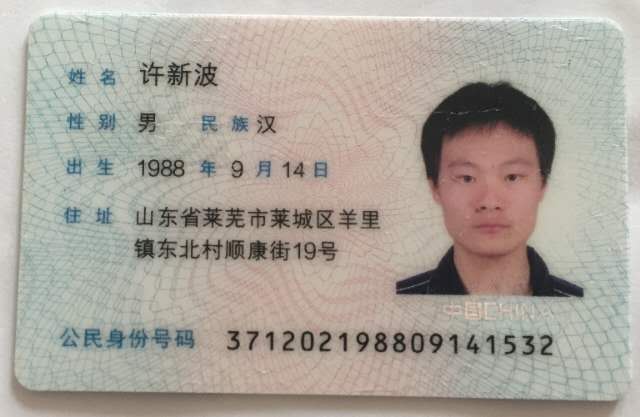 姓名 许新波
性别 男 民族 汉
出生 1988 年 9 月 14 日
住址 山东省莱芜市莱城区羊里
镇东北村顺康街19号
中国CHINA
公民身份号码 371202198809141532